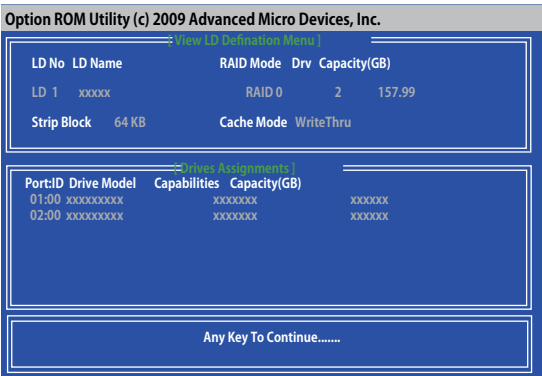 Option ROM Utility (c) 2009 Advanced Micro Devices, Inc.
[ View LD Defination Menu ]
LD No LD Name RAID Mode Drv Capacity(GB)
LD 1 xxxxx RAID 0 2 157.99
Strip Block 64 KB Cache Mode WriteThru
[ Drives Assignments ]
Port:ID Drive Model Capabilities Capacity(GB)
01:00 xxxxxxxxx xxxxxxx xxxxxx
02:00 xxxxxxxxx xxxxxxx xxxxxx
Any Key To Continue.......